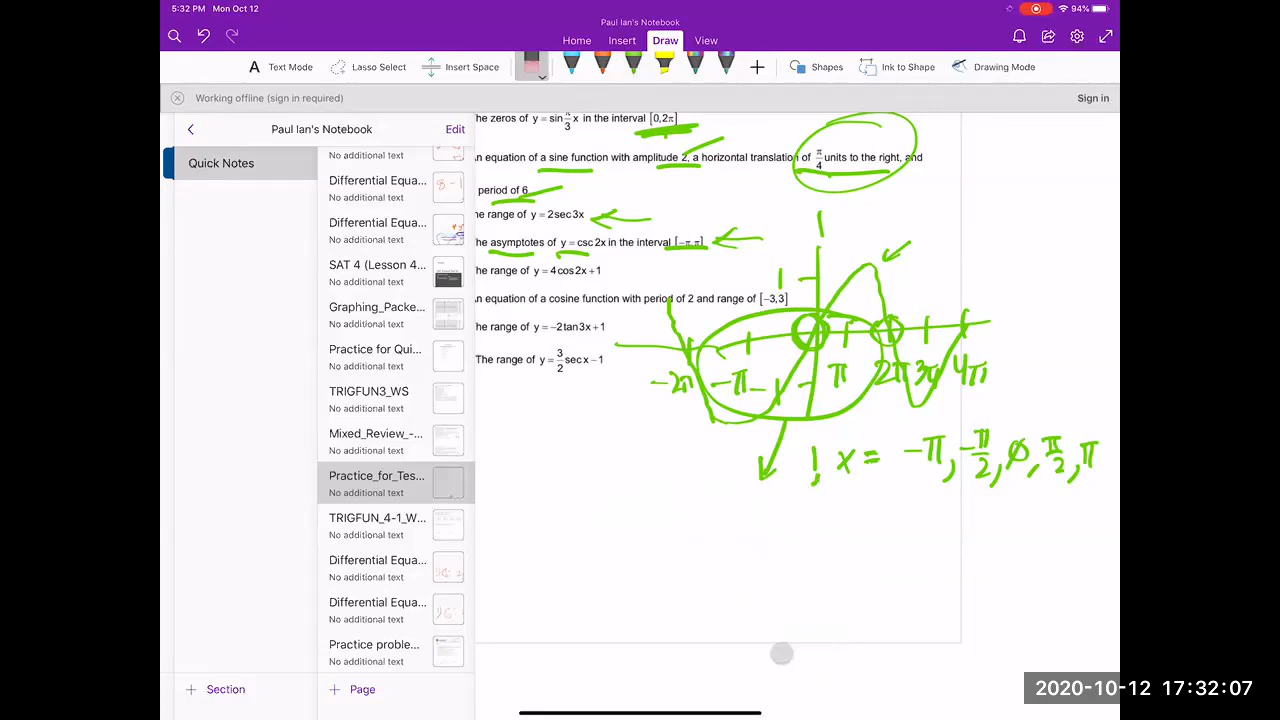 5:32 PM Mon Oct 12
94%
Paul Ian's Notebook
Home Insert Draw View
Text Mode Lasso Select Insert Space Shapes Ink to Shape Drawing Mode
Working offline (sign in required) Sign in
Paul Ian's Notebook Edit
Quick Notes
No additional text
Differential Equa...
No additional text
Differential Equa...
No additional text
SAT 4 (Lesson 4...
No additional text
Graphing_Packe...
No additional text
Practice for Qui...
No additional text
TRIGFUN3_WS
No additional text
Mixed_Review_-...
No additional text
Practice_for_Tes...
No additional text
TRIGFUN_4-1_W...
No additional text
Differential Equa...
No additional text
Differential Equa...
No additional text
Practice proble...
No additional text
Section
Page
he zeros of y = sin π/3 x in the interval [0,2π]
n equation of a sine function with amplitude 2, a horizontal translation of π/4 units to the right, and
period of 6
he range of y = 2sec3x
he asymptotes of y = csc2x in the interval [−π,π]
he range of y = 4cos2x+1
n equation of a cosine function with period of 2 and range of [−3,3]
he range of y = −2tan3x+1
The range of y = 3/2 secx−1
1
-2π -π -1 π 2π 3π 4π
x = -π, -π/2, 0, π/2, π
2020-10-12 17:32:07